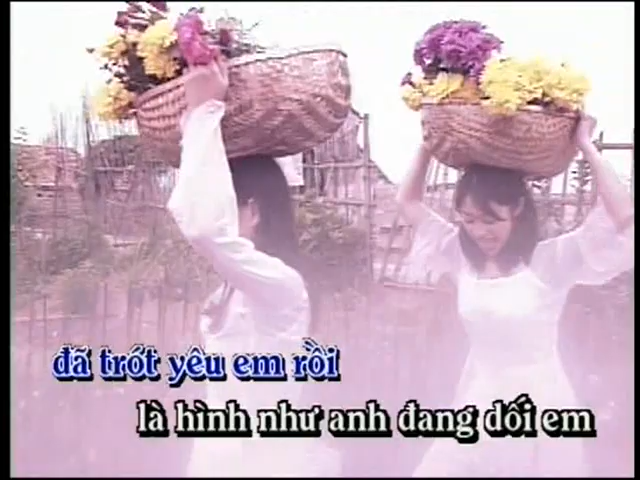 đã trót yêu em rồi
là hình như anh đang dối em